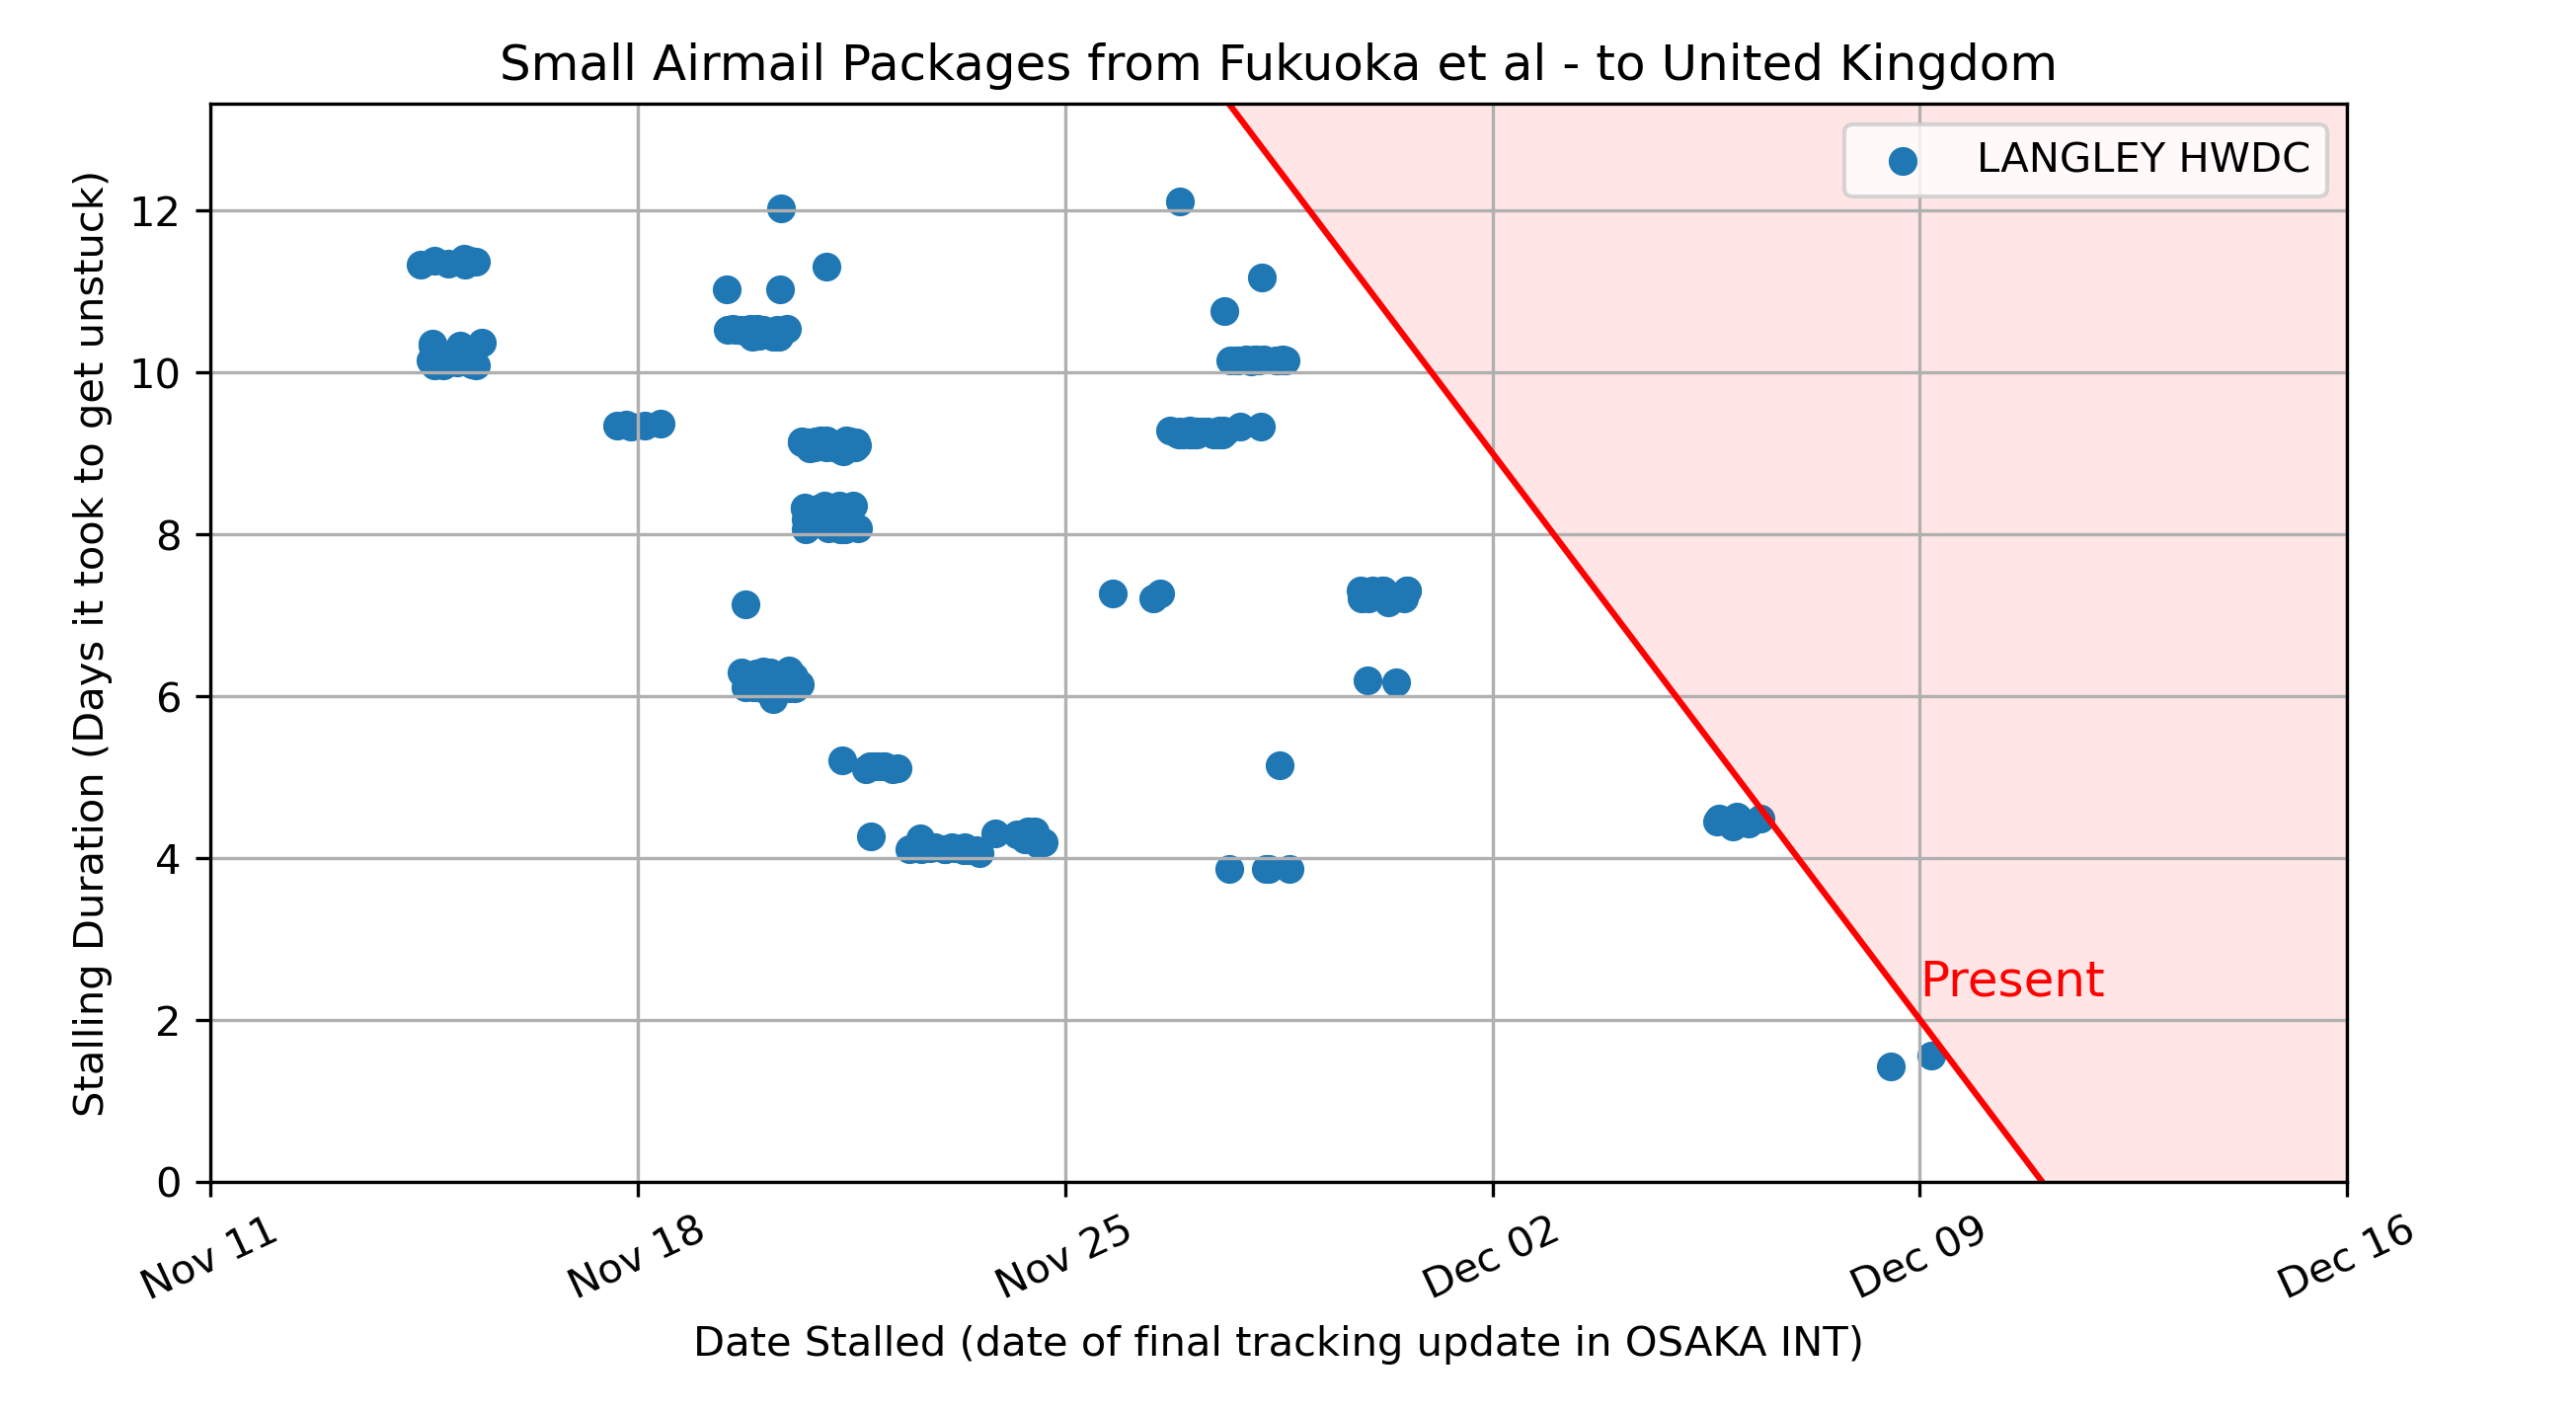 Small Airmail Packages from Fukuoka et al - to United Kingdom
LANGLEY HWDC
Stalling Duration (Days it took to get unstuck)
12
10
8
6
4
2
0
Present
Nov 11
Nov 18
Nov 25
Dec 02
Dec 09
Dec 16
Date Stalled (date of final tracking update in OSAKA INT)